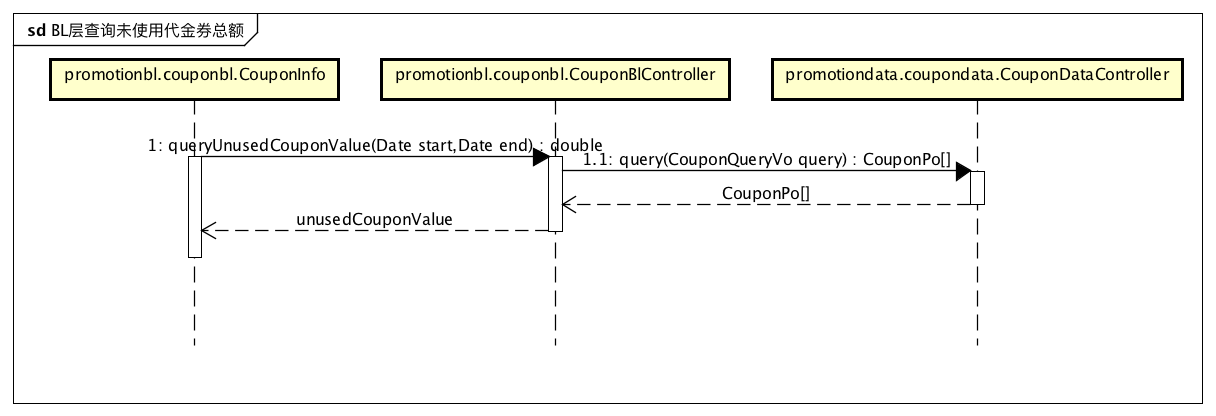 sd BL层查询未使用代金券总额
promotionbl.couponbl.CouponInfo
promotionbl.couponbl.CouponBlController
promotiondata.coupondata.CouponDataController
1: queryUnusedCouponValue(Date start,Date end) : double
1.1: query(CouponQueryVo query) : CouponPo[]
CouponPo[]
unusedCouponValue